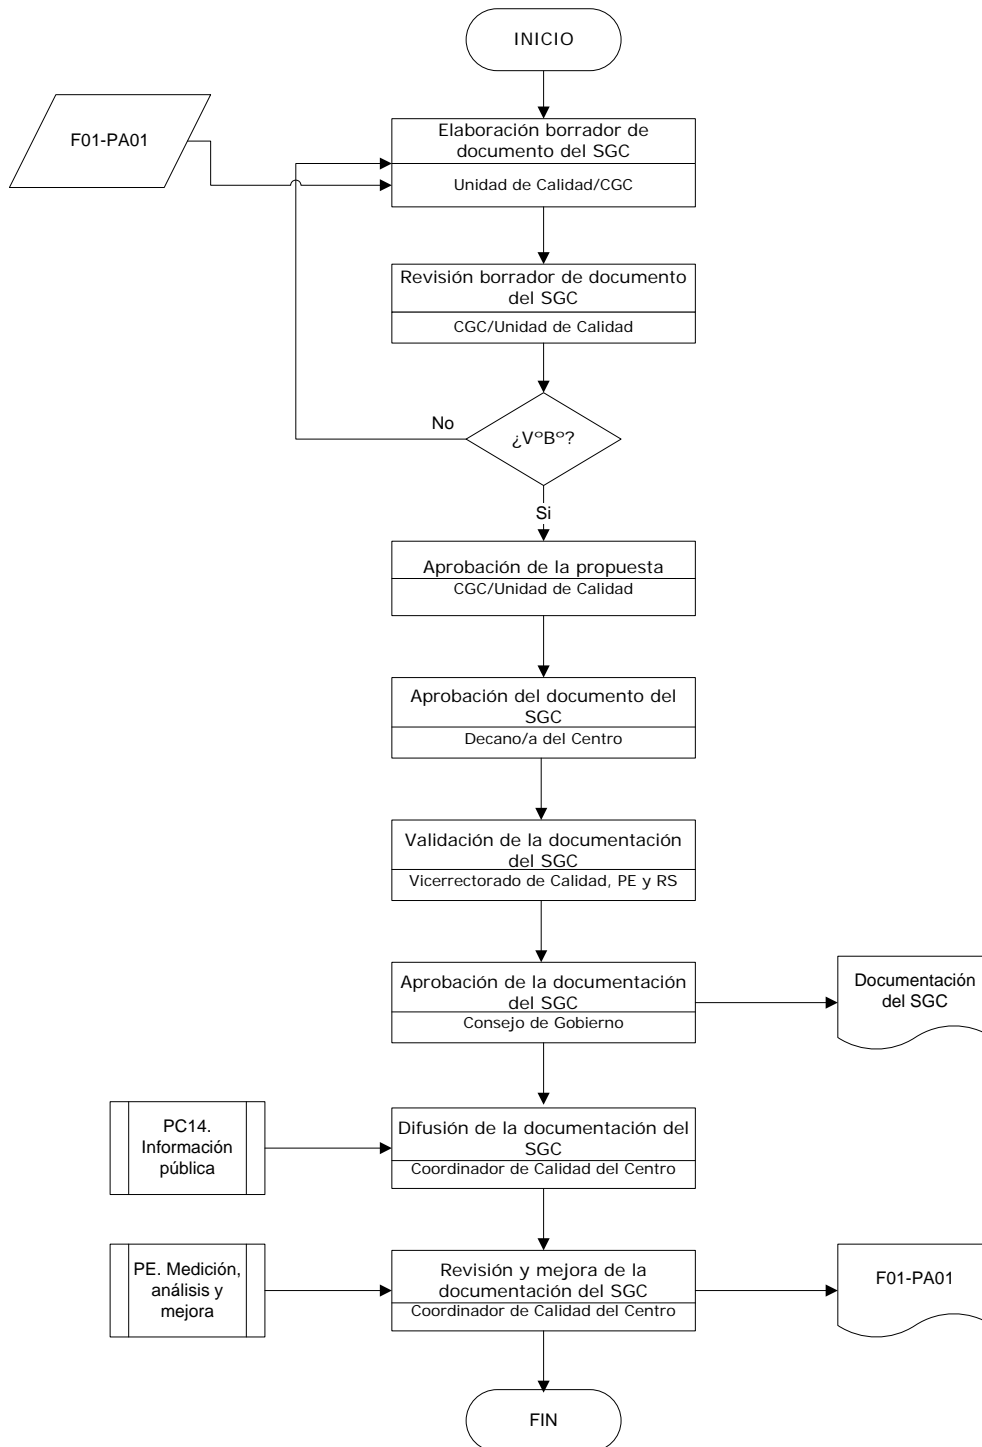 INICIO
F01-PA01
Elaboración borrador de
documento del SGC
Unidad de Calidad/CGC
Revisión borrador de documento
del SGC
CGC/Unidad de Calidad
No
¿VºBº?
Si
Aprobación de la propuesta
CGC/Unidad de Calidad
Aprobación del documento del
SGC
Decano/a del Centro
Validación de la documentación
del SGC
Vicerrectorado de Calidad, PE y RS
Aprobación de la documentación
del SGC
Consejo de Gobierno
Documentación
del SGC
PC14.
Información
pública
Difusión de la documentación del
SGC
Coordinador de Calidad del Centro
PE. Medición,
análisis y
mejora
Revisión y mejora de la
documentación del SGC
Coordinador de Calidad del Centro
F01-PA01
FIN